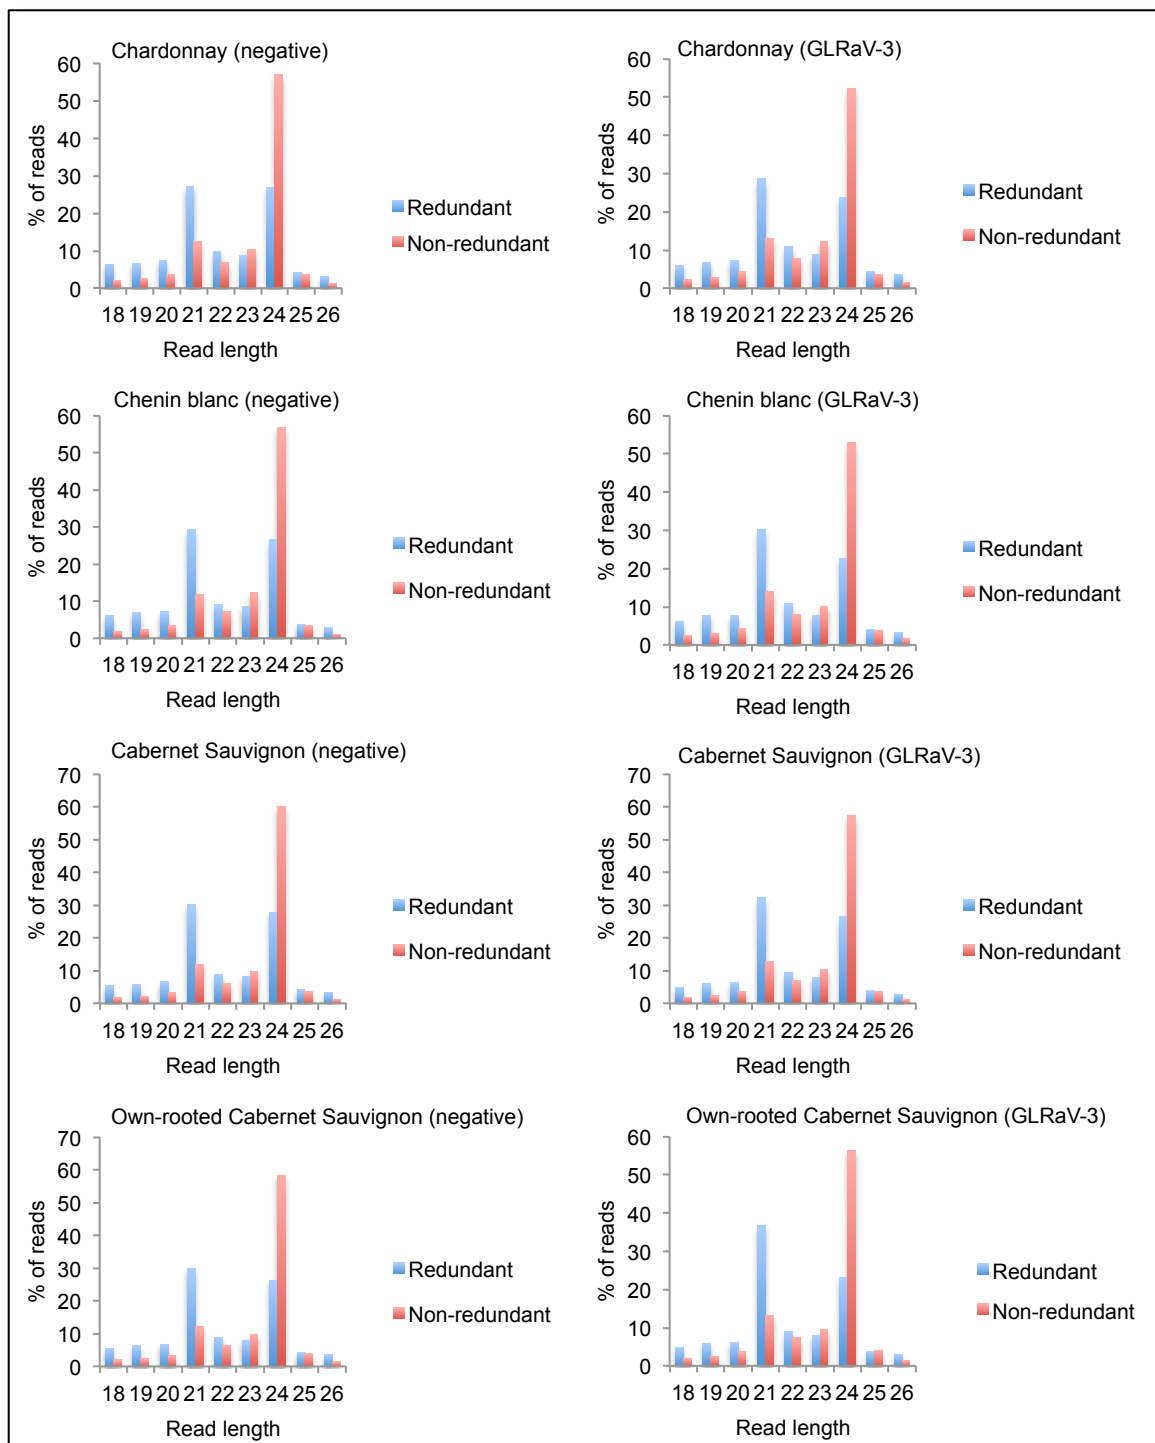 Chardonnay (negative)
% of reads
60
50
40
30
20
10
0
18 19 20 21 22 23 24 25 26
Read length
Redundant
Non-redundant
Chardonnay (GLRaV-3)
% of reads
60
50
40
30
20
10
0
18 19 20 21 22 23 24 25 26
Read length
Redundant
Non-redundant
Chenin blanc (negative)
% of reads
60
50
40
30
20
10
0
18 19 20 21 22 23 24 25 26
Read length
Redundant
Non-redundant
Chenin blanc (GLRaV-3)
% of reads
60
50
40
30
20
10
0
18 19 20 21 22 23 24 25 26
Read length
Redundant
Non-redundant
Cabernet Sauvignon (negative)
% of reads
70
60
50
40
30
20
10
0
18 19 20 21 22 23 24 25 26
Read length
Redundant
Non-redundant
Cabernet Sauvignon (GLRaV-3)
% of reads
70
60
50
40
30
20
10
0
18 19 20 21 22 23 24 25 26
Read length
Redundant
Non-redundant
Own-rooted Cabernet Sauvignon (negative)
% of reads
70
60
50
40
30
20
10
0
18 19 20 21 22 23 24 25 26
Read length
Redundant
Non-redundant
Own-rooted Cabernet Sauvignon (GLRaV-3)
% of reads
60
50
40
30
20
10
0
18 19 20 21 22 23 24 25 26
Read length
Redundant
Non-redundant